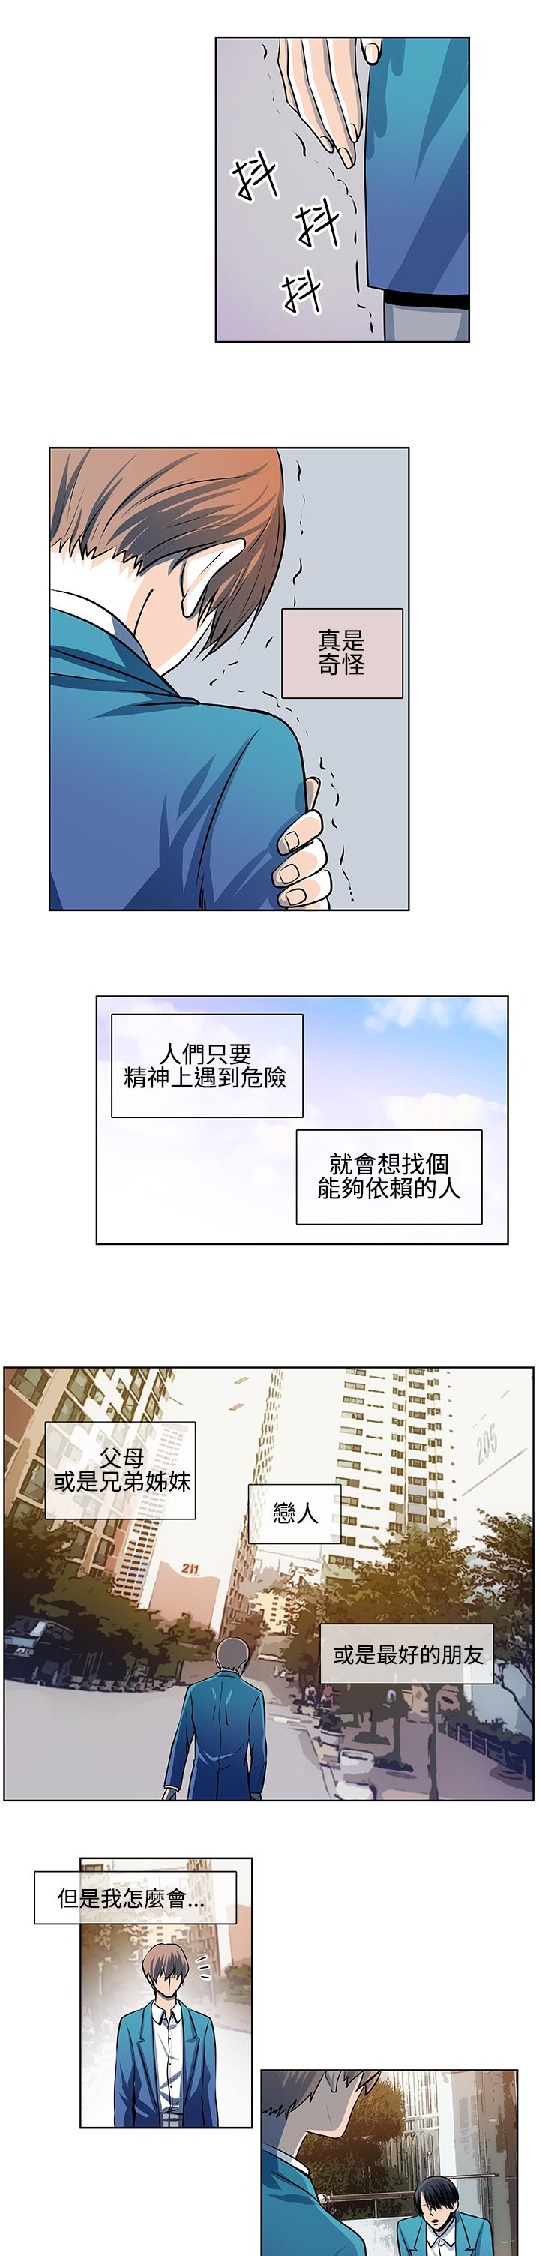 抖
抖
抖
真是
奇怪
人們只要
精神上遇到危險
就會想找個
能夠依賴的人
父母
或是兄弟姊妹
戀人
205
211
或是最好的朋友
但是我怎麼會...